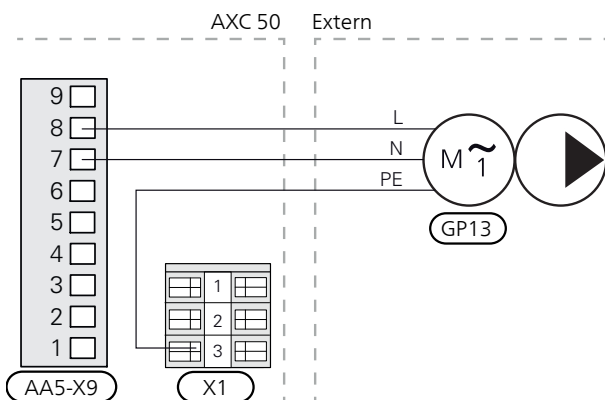 AXC 50 Extern
9
8 L
7 N
M ~ 1
PE
6
5
GP13
4
3 1
2 2
1 3
AA5-X9 X1